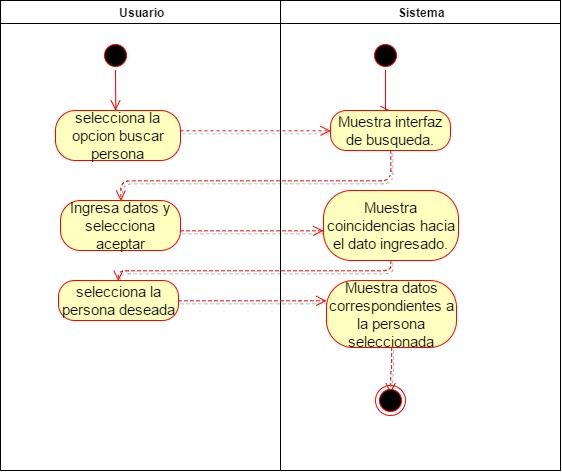 Usuario
Sistema
selecciona la
opcion buscar
persona
Muestra interfaz
de busqueda.
Ingresa datos y
selecciona
aceptar
Muestra
coincidencias hacia
el dato ingresado.
selecciona la
persona deseada
Muestra datos
correspondientes a
la persona
seleccionada